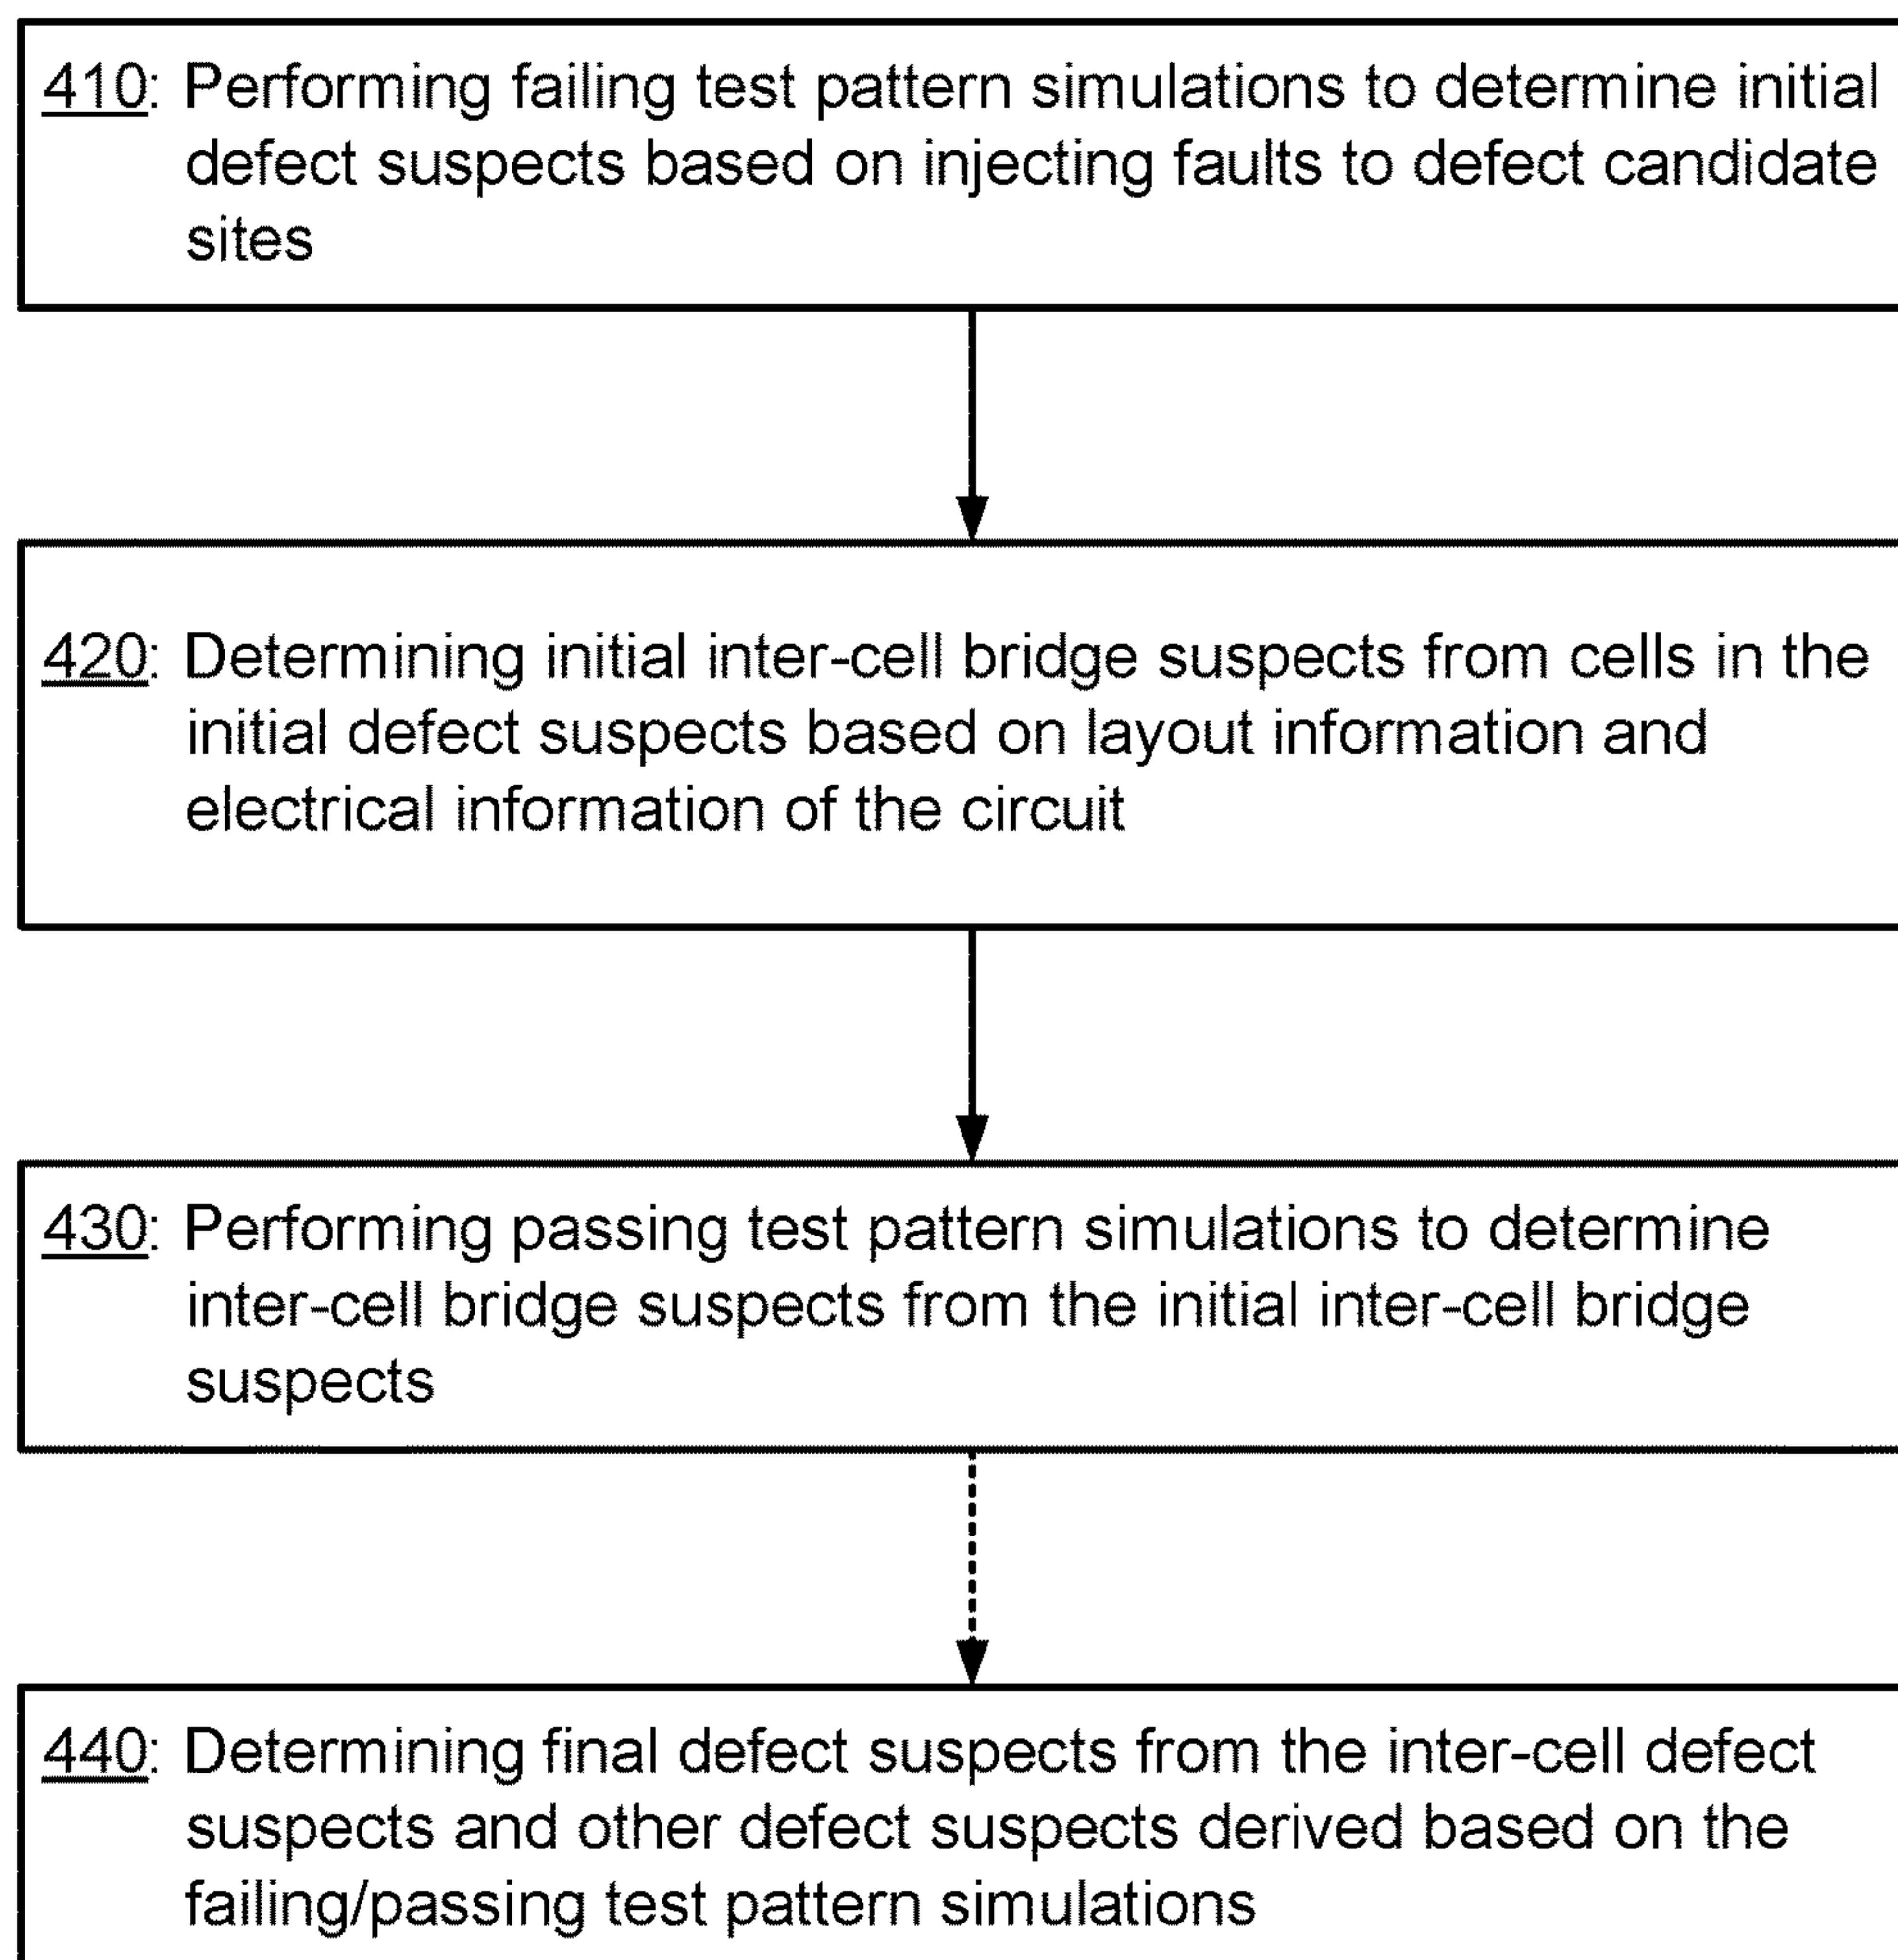 410: Performing failing test pattern simulations to determine initial
defect suspects based on injecting faults to defect candidate
sites
420: Determining initial inter-cell bridge suspects from cells in the
initial defect suspects based on layout information and
electrical information of the circuit
430: Performing passing test pattern simulations to determine
inter-cell bridge suspects from the initial inter-cell bridge
suspects
440: Determining final defect suspects from the inter-cell defect
suspects and other defect suspects derived based on the
failing/passing test pattern simulations